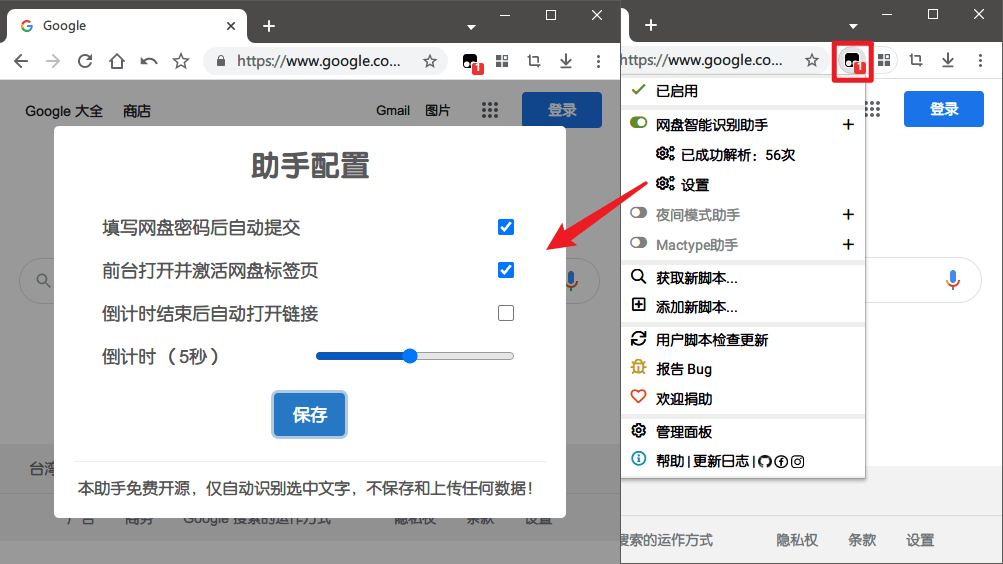 Google
https://www.google.co...
1
Google 大全
商店
Gmail
图片
登录
助手配置
填写网盘密码后自动提交
前台打开并激活网盘标签页
倒计时结束后自动打开链接
倒计时（5秒）
保存
本助手免费开源，仅自动识别选中文字，不保存和上传任何数据！
台湾
广告
商务
Google 搜索的运作方式
隐私权
条款
设置
https://www.google.co...
1
已启用
网盘智能识别助手
已成功解析：56次
设置
夜间模式助手
Mactype助手
获取新脚本...
添加新脚本...
用户脚本检查更新
报告 Bug
欢迎捐助
管理面板
帮助 | 更新日志 |
登录
搜索的运作方式
隐私权
条款
设置